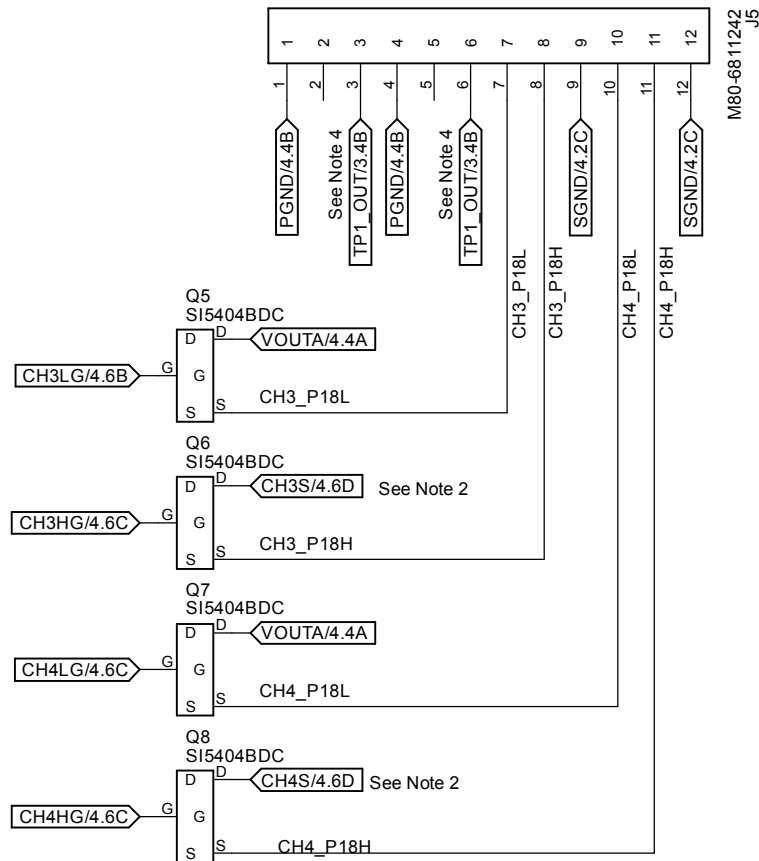 1 2 3 4 5 6 7 8 9 10 11 12
1 2 3 4 5 6 7 8 9 10 11 12
M80-6811242
J5
PGND/4.4B
See Note 4
TP1_OUT/3.4B
PGND/4.4B
See Note 4
TP1_OUT/3.4B
SGND/4.2C
SGND/4.2C
CH3_P18L
CH3_P18H
CH4_P18L
CH4_P18H
Q5
SI5404BDC
D D VOUTA/4.4A
CH3LG/4.6B G G
S S CH3_P18L
Q6
SI5404BDC
D D CH3S/4.6D See Note 2
CH3HG/4.6C G G
S S CH3_P18H
Q7
SI5404BDC
D D VOUTA/4.4A
CH4LG/4.6C G G
S S CH4_P18L
Q8
SI5404BDC
D D CH4S/4.6D See Note 2
CH4HG/4.6C G G
S S CH4_P18H